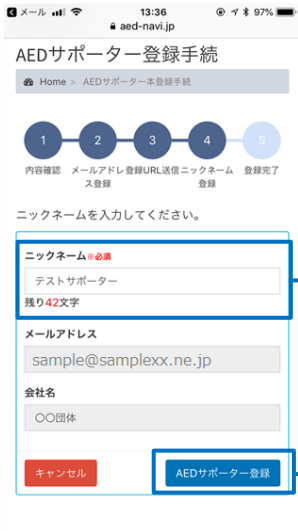 メール 13:36 97%
aed-navi.jp
AEDサポーター登録手続
Home > AEDサポーター本登録手続
1 2 3 4 5
内容確認 メールアドレス登録 登録URL送信 ニックネーム登録 登録完了
ニックネームを入力してください。
ニックネーム※必須
テストサポーター
残り42文字
メールアドレス
sample@samplexx.ne.jp
会社名
〇〇団体
キャンセル AEDサポーター登録